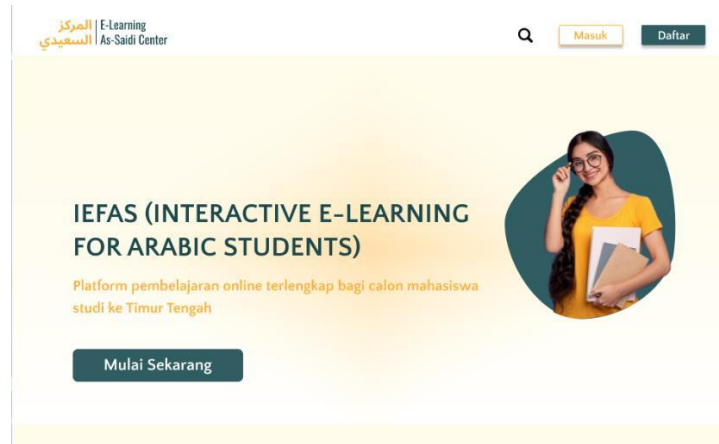 المركز | E-Learning
السعيدي | As-Saidi Center
Masuk
Daftar
IEFAS (INTERACTIVE E-LEARNING
FOR ARABIC STUDENTS)
Platform pembelajaran online terlengkap bagi calon mahasiswa
studi ke Timur Tengah
Mulai Sekarang